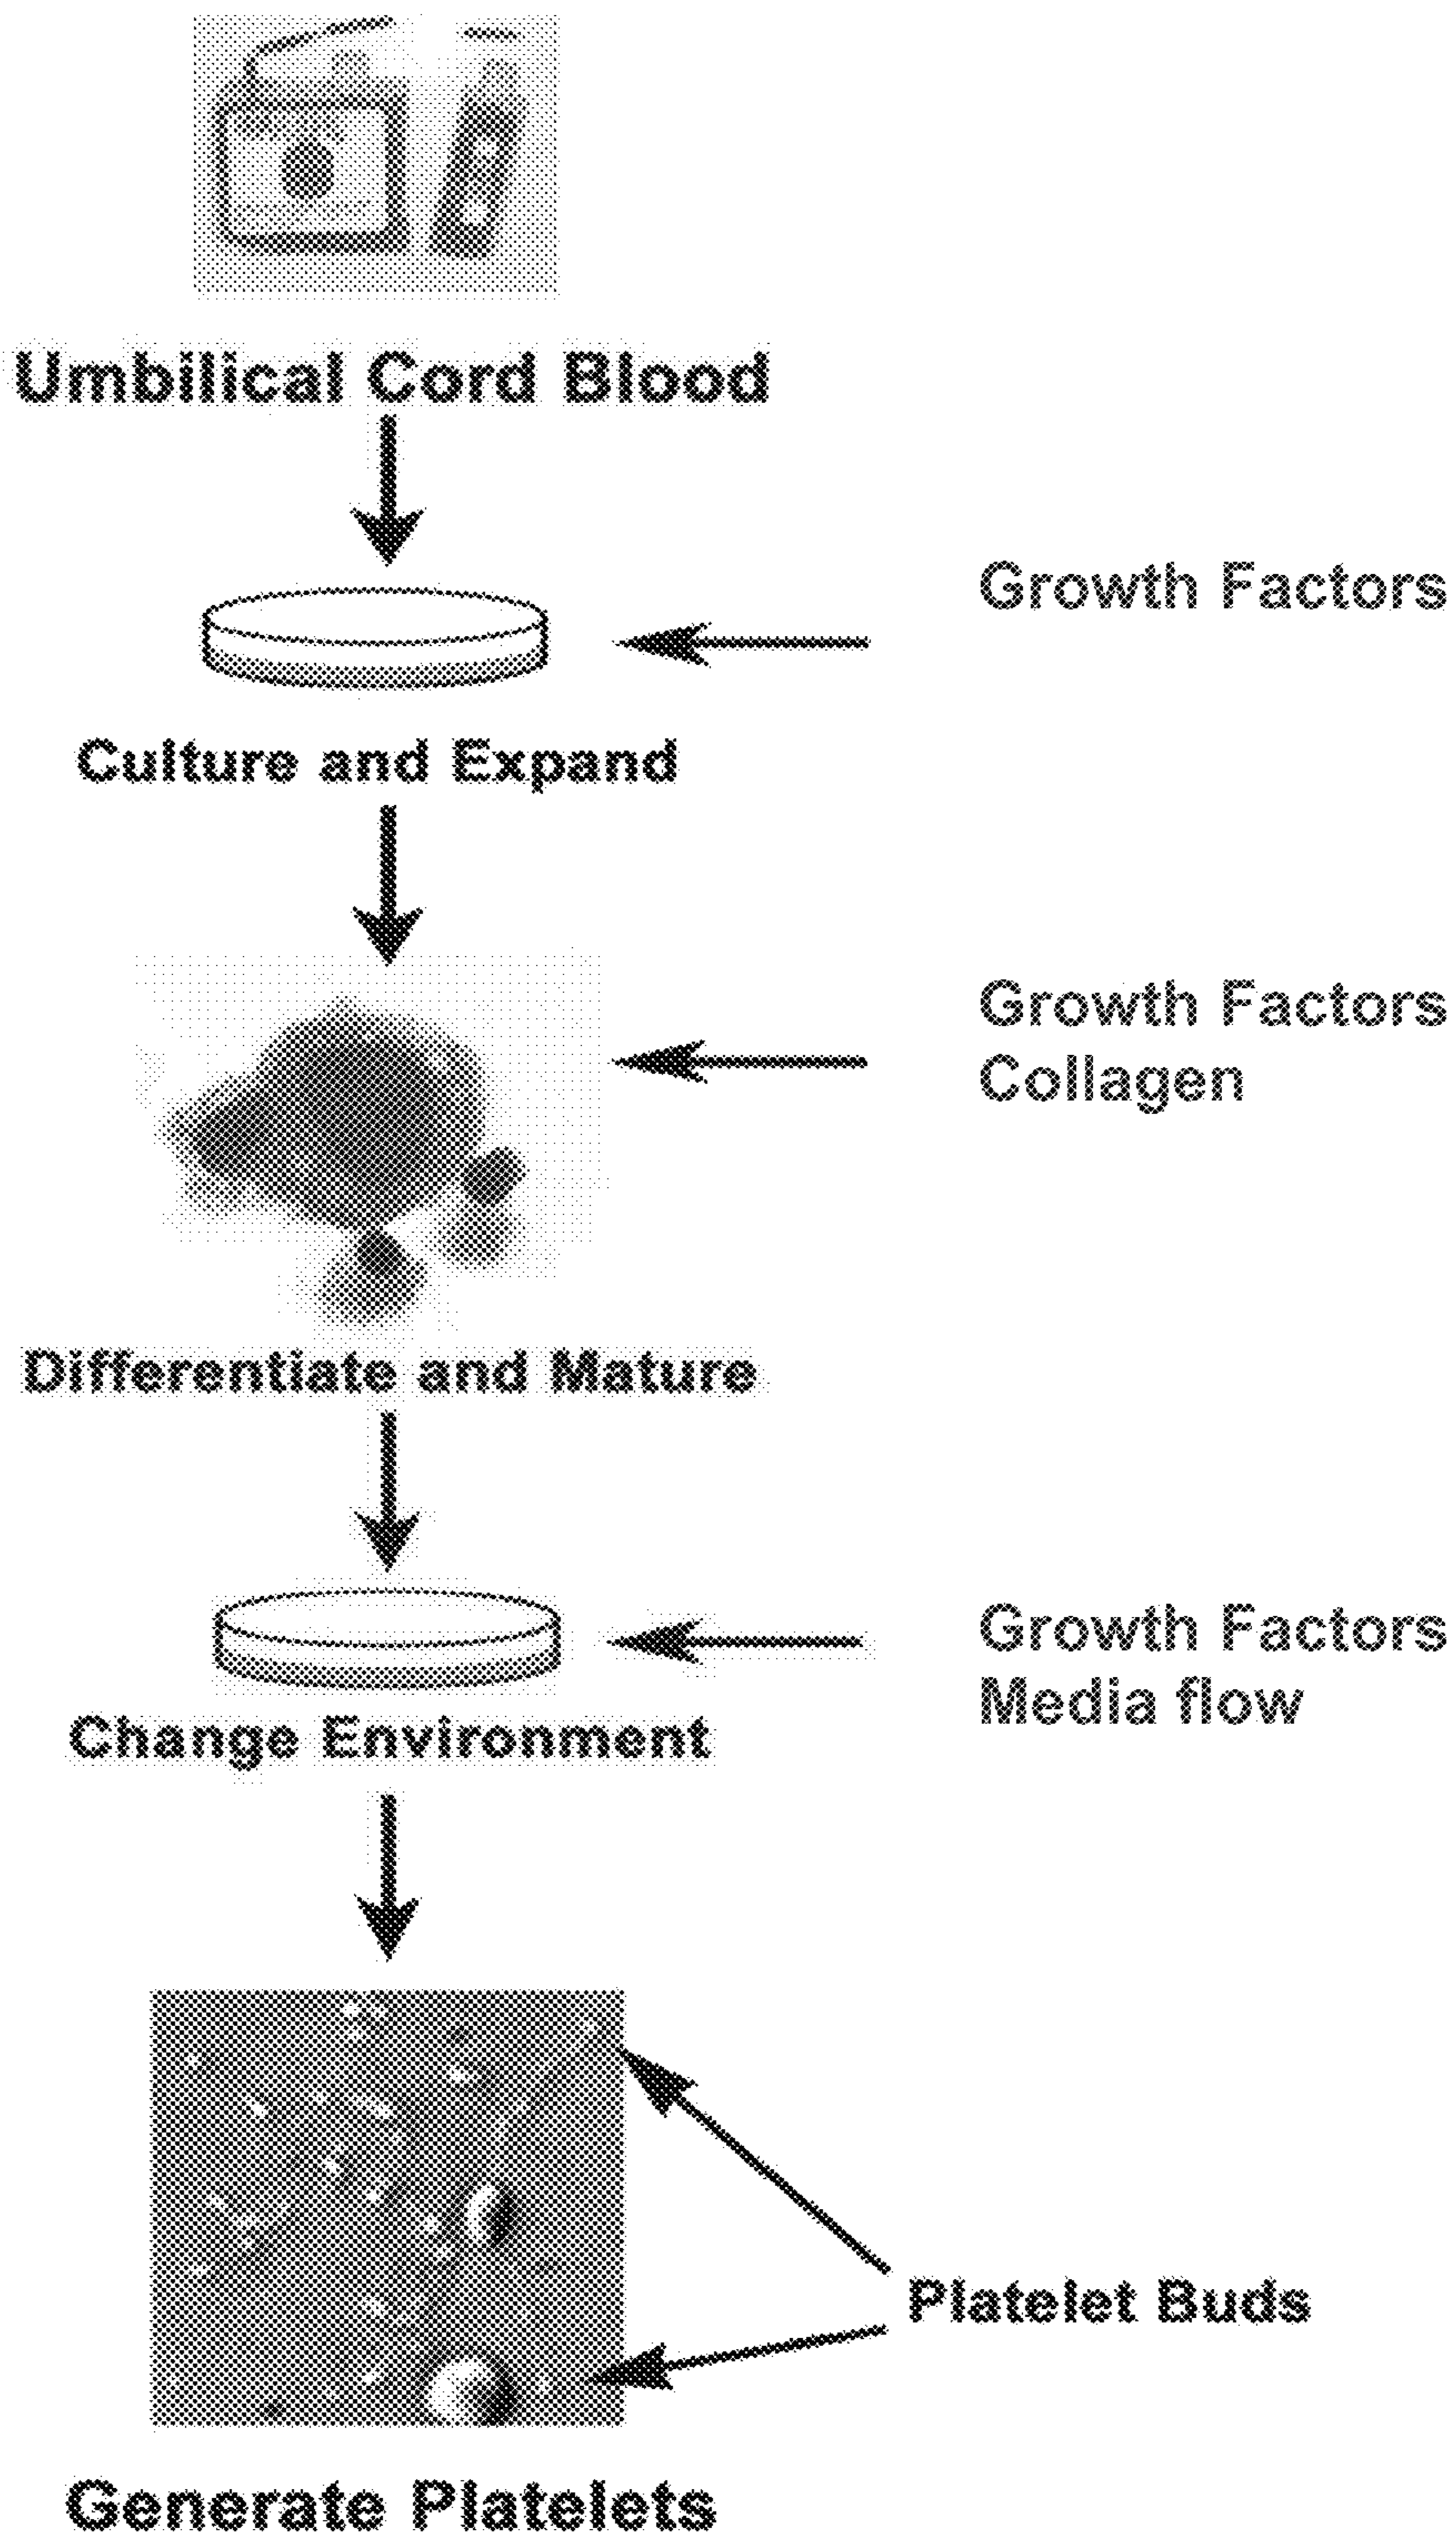 Umbilical Cord Blood
Growth Factors
Culture and Expand
Growth Factors
Collagen
Differentiate and Mature
Growth Factors
Media flow
Change Environment
Platelet Buds
Generate Platelets